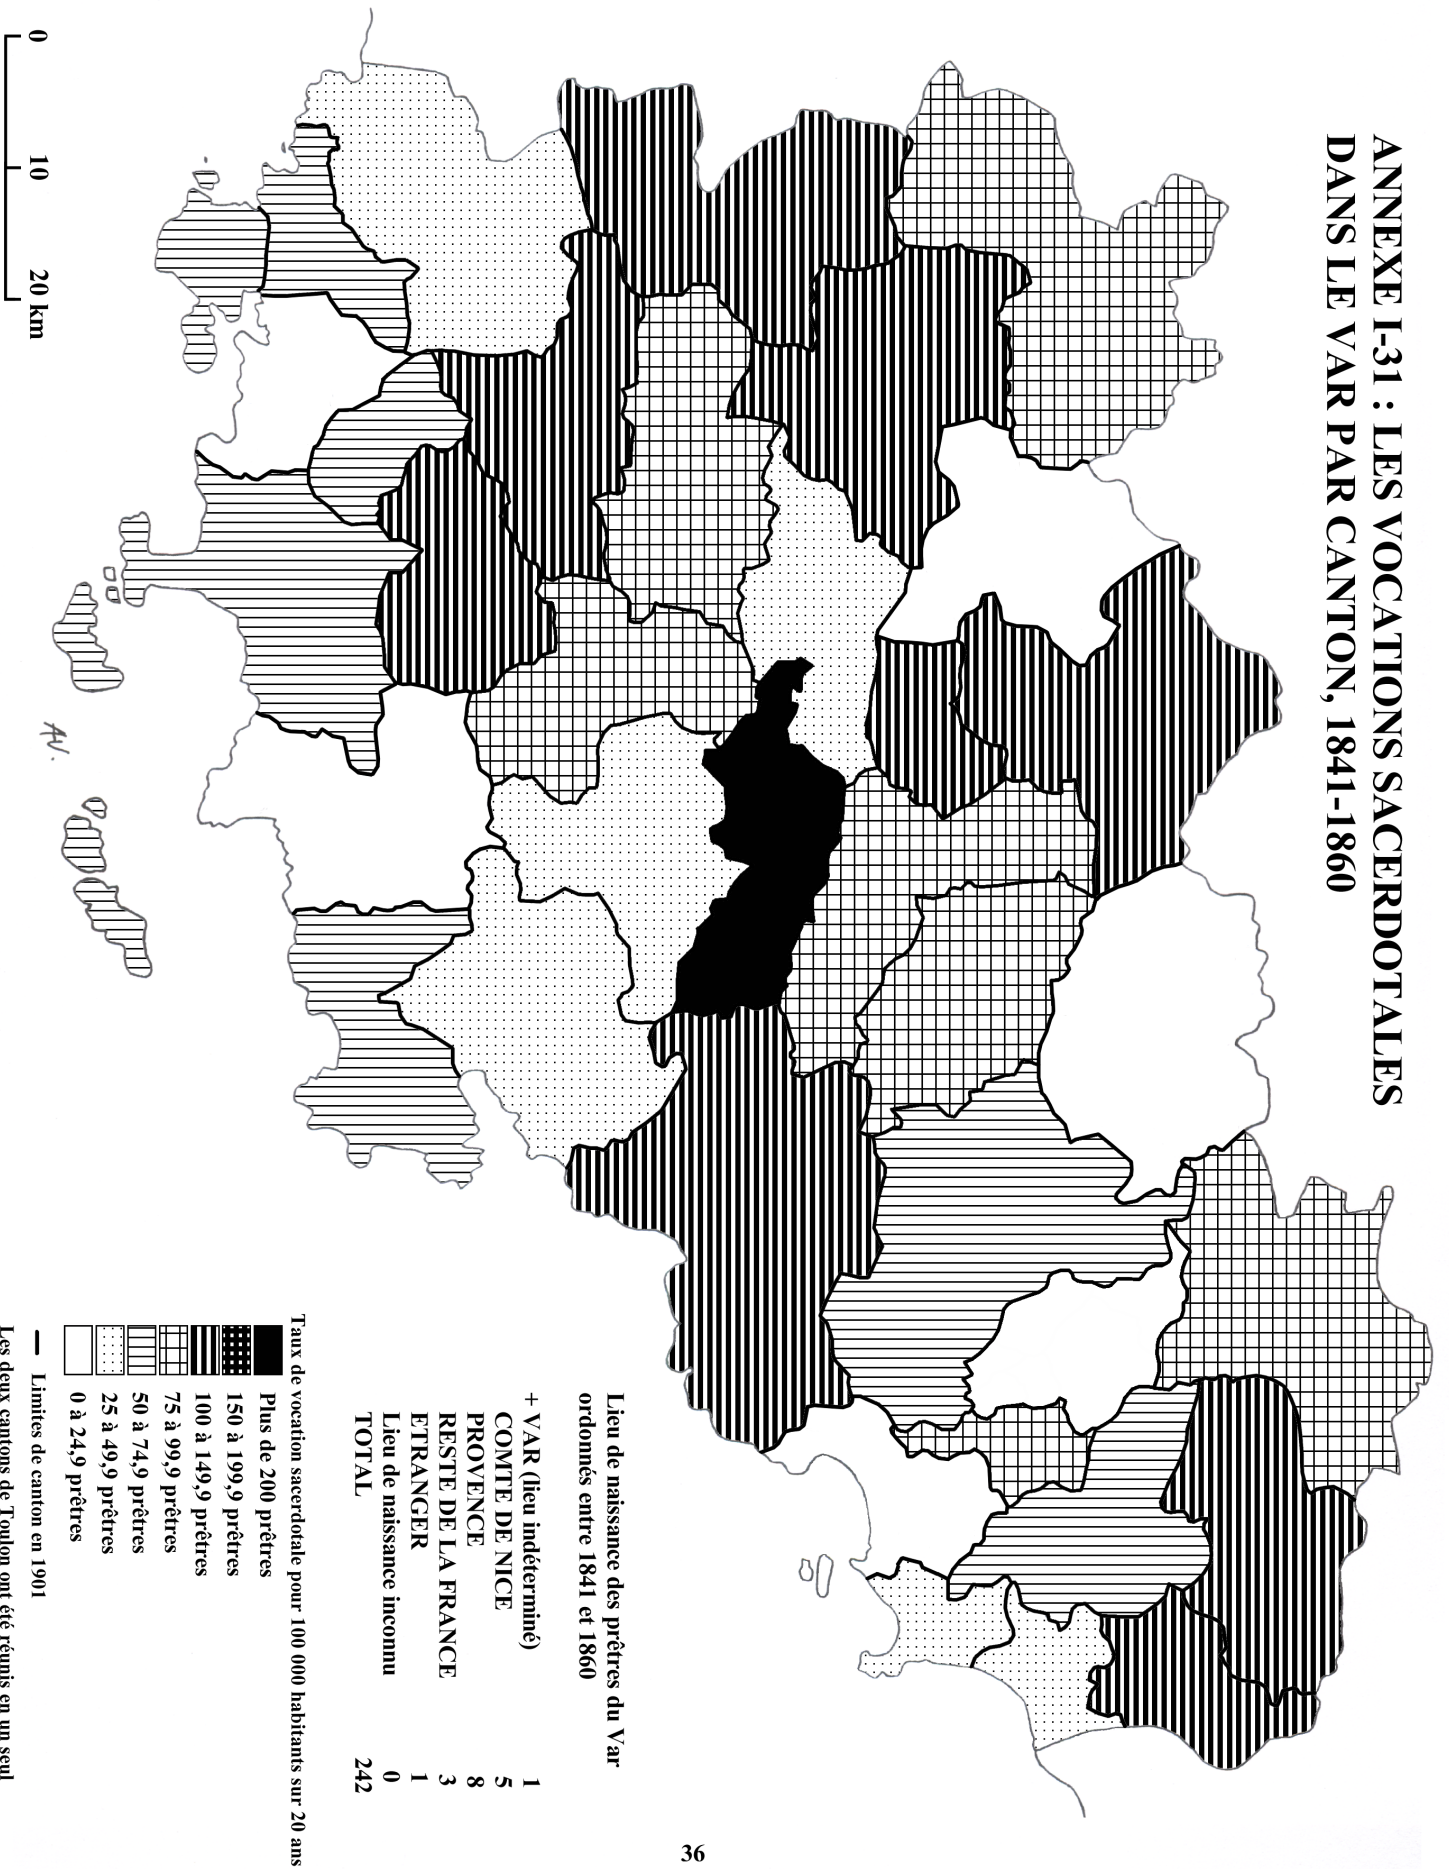 ANNEXE I-31 : LES VOCATIONS SACERDOTALES
DANS LE VAR PAR CANTON, 1841-1860
Lieu de naissance des prêtres du Var
ordonnés entre 1841 et 1860
+ VAR (lieu indéterminé) 1
COMTE DE NICE 5
PROVENCE 8
RESTE DE LA FRANCE 3
ETRANGER 1
Lieu de naissance inconnu 0
TOTAL 242
Taux de vocation sacerdotale pour 100 000 habitants sur 20 ans
Plus de 200 prêtres
150 à 199,9 prêtres
100 à 149,9 prêtres
75 à 99,9 prêtres
50 à 74,9 prêtres
25 à 49,9 prêtres
0 à 24,9 prêtres
Limites de canton en 1901
Les deux cantons de Toulon ont été réunis en un seul
0 10 20 km
AV.
36